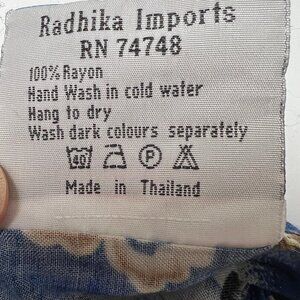 Radhika Imports
RN 74748
100% Rayon
Hand Wash in cold water
Hang to dry
Wash dark colours separately
40 P
Made in Thailand